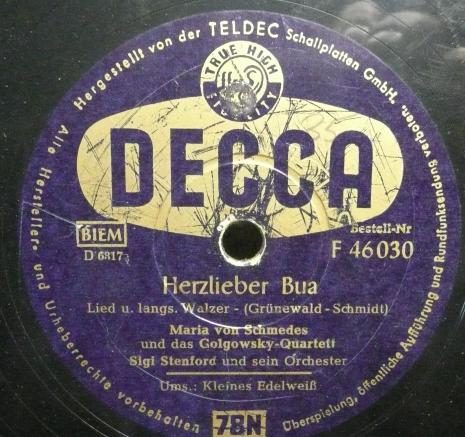 Hergestellt von der TELDEC Schallplatten GmbH.
TRUE HIGH
FIDELITY
DECCA
BIEM
D 6817
Bestell-Nr
F 46 030
Herzlieber Bua
Lied u. langs. Walzer - (Grünewald - Schmidt)
Maria von Schmedes
und das Golgowsky-Quartett
Sigi Stenford und sein Orchester
Ums.: Kleines Edelweiß
78N
Alle Hersteller- und Urheberrechte vorbehalten
Überspielung, öffentliche Aufführung und Rundfunksendung verboten.